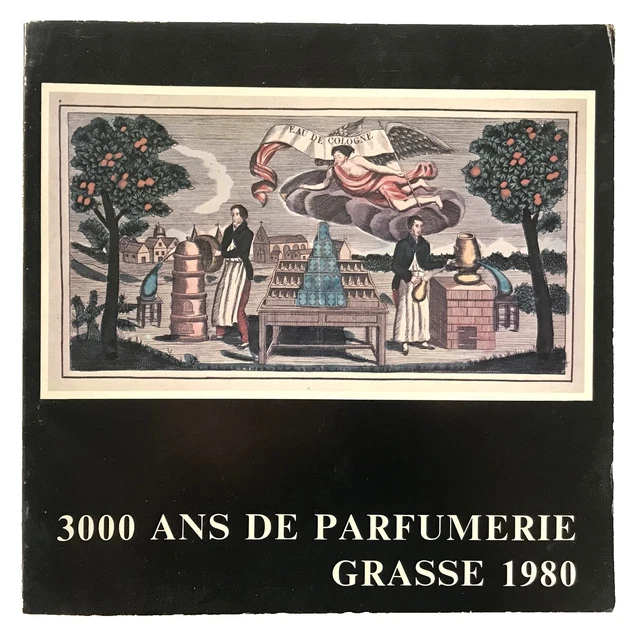 EAU DE COLOGNE
3000 ANS DE PARFUMERIE
GRASSE 1980